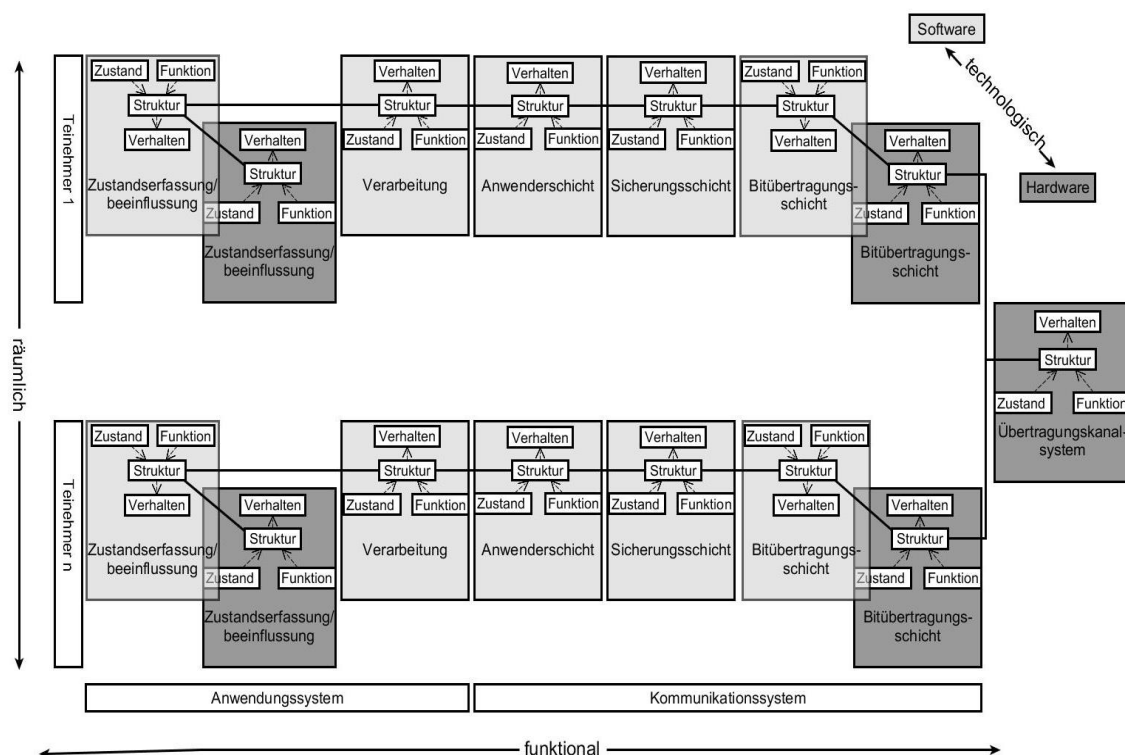 Software
technologisch
Hardware
räumlich
Teinehmer 1
Zustand Funktion
Struktur
Verhalten
Zustandserfassung/
beeinflussung
Verhalten
Struktur
Zustand Funktion
Zustandserfassung/
beeinflussung
Verhalten
Struktur
Zustand Funktion
Verarbeitung
Verhalten
Struktur
Zustand Funktion
Anwenderschicht
Verhalten
Struktur
Zustand Funktion
Sicherungsschicht
Zustand Funktion
Struktur
Verhalten
Bitübertragungs-
schicht
Verhalten
Struktur
Zustand Funktion
Bitübertragungs-
schicht
Verhalten
Struktur
Zustand Funktion
Übertragungskanal-
system
Teinehmer n
Zustand Funktion
Struktur
Verhalten
Zustandserfassung/
beeinflussung
Verhalten
Struktur
Zustand Funktion
Zustandserfassung/
beeinflussung
Verhalten
Struktur
Zustand Funktion
Verarbeitung
Verhalten
Struktur
Zustand Funktion
Anwenderschicht
Verhalten
Struktur
Zustand Funktion
Sicherungsschicht
Zustand Funktion
Struktur
Verhalten
Bitübertragungs-
schicht
Verhalten
Struktur
Zustand Funktion
Bitübertragungs-
schicht
Anwendungssystem
Kommunikationssystem
funktional